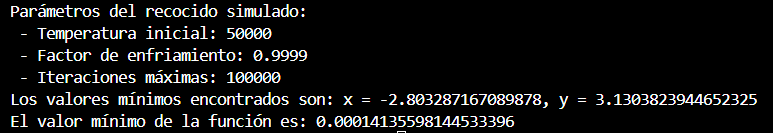 Parámetros del recocido simulado:
- Temperatura inicial: 50000
- Factor de enfriamiento: 0.9999
- Iteraciones máximas: 100000
Los valores mínimos encontrados son: x = -2.803287167089878, y = 3.1303823944652325
El valor mínimo de la función es: 0.00014135598144533396